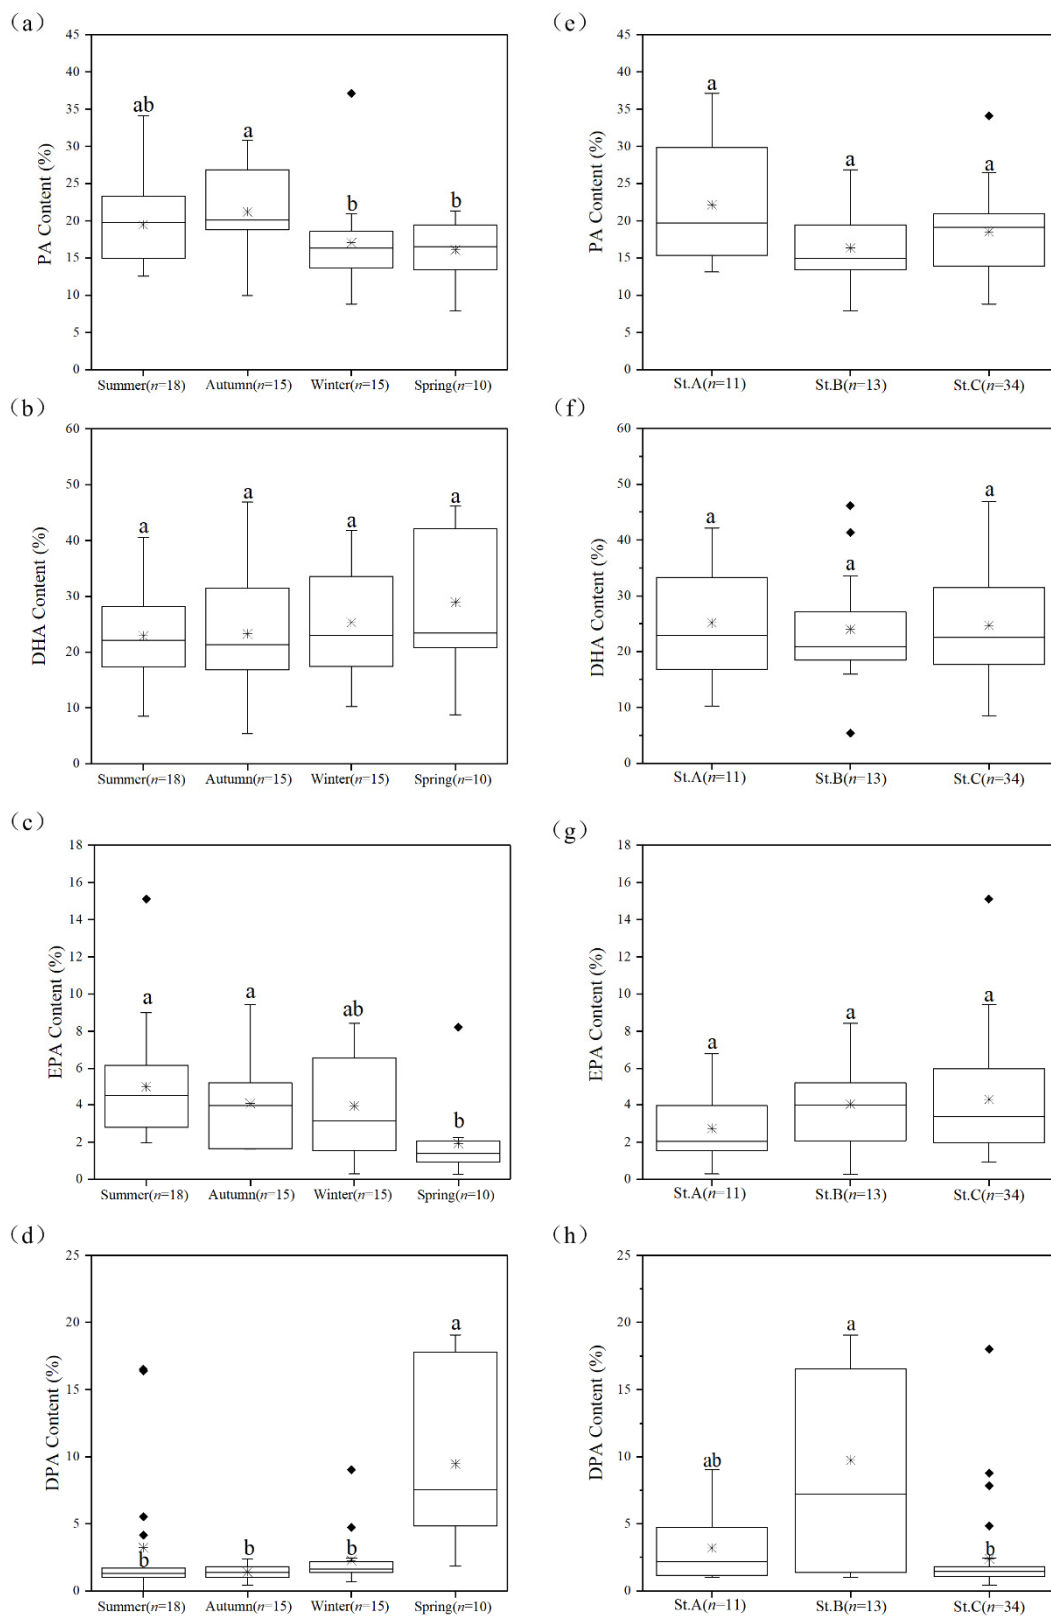 (a)
PA Content (%)
45
40
35
30
25
20
15
10
5
0
ab
a
b
b
Summer(n=18) Autumn(n=15) Winter(n=15) Spring(n=10)
(e)
PA Content (%)
45
40
35
30
25
20
15
10
5
0
a
a
a
St.A(n=11) St.B(n=13) St.C(n=34)
(b)
DHA Content (%)
60
50
40
30
20
10
0
a
a
a
a
Summer(n=18) Autumn(n=15) Winter(n=15) Spring(n=10)
(f)
DHA Content (%)
60
50
40
30
20
10
0
a
a
a
St.A(n=11) St.B(n=13) St.C(n=34)
(c)
EPA Content (%)
18
16
14
12
10
8
6
4
2
0
a
a
ab
b
Summer(n=18) Autumn(n=15) Winter(n=15) Spring(n=10)
(g)
EPA Content (%)
18
16
14
12
10
8
6
4
2
0
a
a
a
St.A(n=11) St.B(n=13) St.C(n=34)
(d)
DPA Content (%)
25
20
15
10
5
0
b
b
b
a
Summer(n=18) Autumn(n=15) Winter(n=15) Spring(n=10)
(h)
DPA Content (%)
25
20
15
10
5
0
ab
a
b
St.A(n=11) St.B(n=13) St.C(n=34)